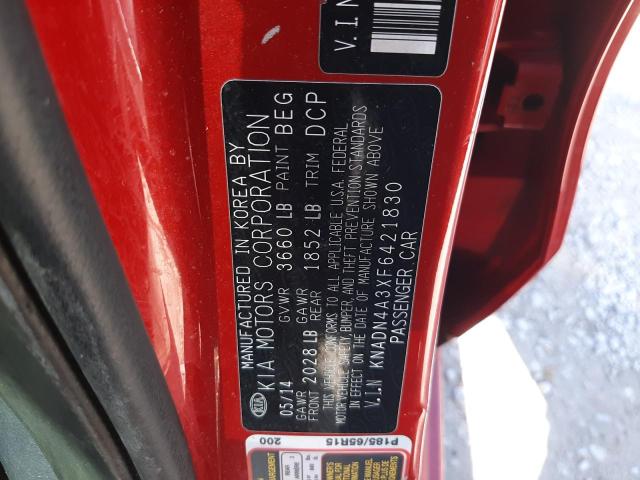 V.I.N
MANUFACTURED IN KOREA BY
KIA KIA MOTORS CORPORATION
05/14 GVWR 3660 LB PAINT BEG
GAWR FRONT 2028 LB GAWR REAR 1852 LB TRIM DCP
THIS VEHICLE CONFORMS TO ALL APPLICABLE U.S.A. FEDERAL
MOTOR VEHICLE SAFETY, BUMPER, AND THEFT PREVENTION STANDARDS
IN EFFECT ON THE DATE OF MANUFACTURE SHOWN ABOVE
V.I.N KNADN4A3XF6421830
PASSENGER CAR
P185/65R15
200
REAR